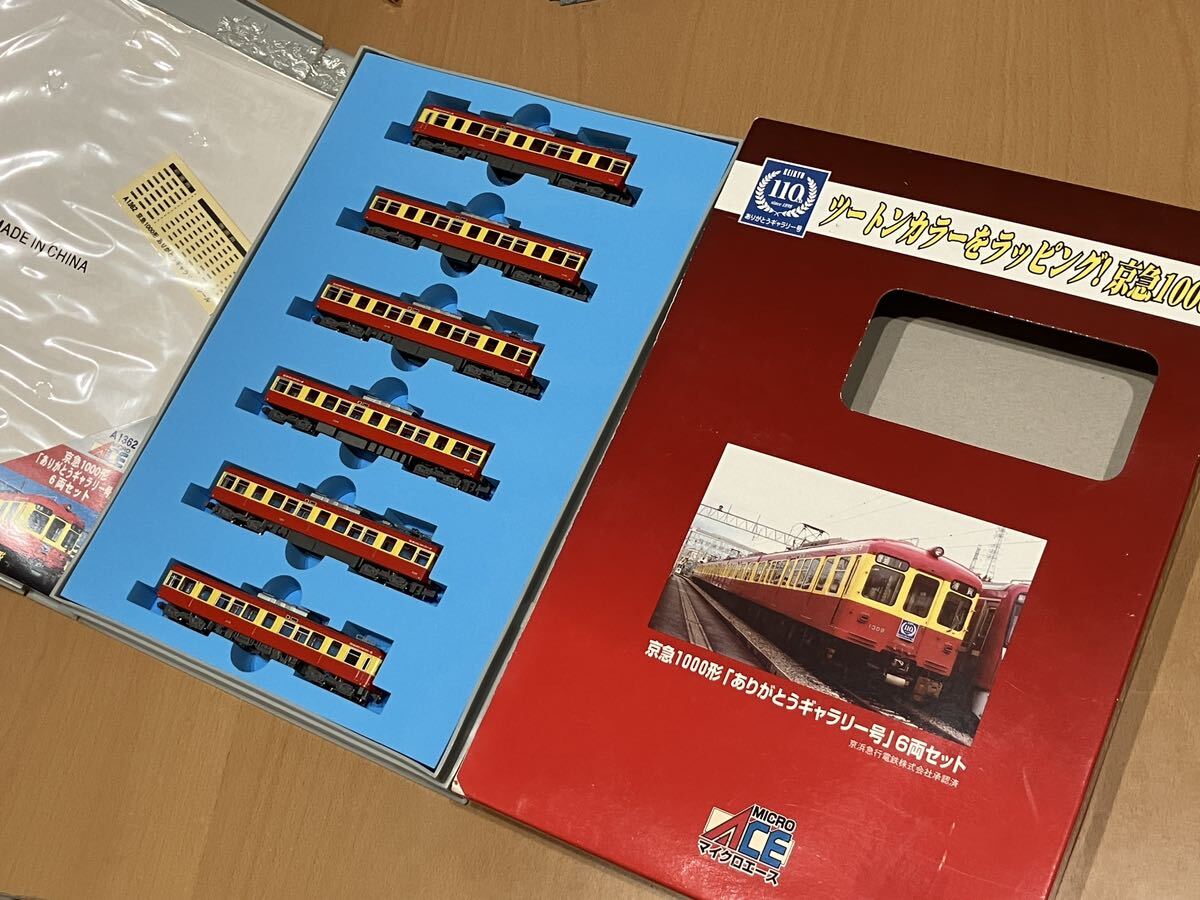 MADE IN CHINA
A1362
京急1000形
「ありがとうギャラリー号」
6両セット
KEIKYU
110
since 1898
ありがとうギャラリー号
ツートンカラーをラッピング!京急100
1309
110
京急1000形「ありがとうギャラリー号」6両セット
京浜急行電鉄株式会社承認済
MICRO
ACE
マイクロエース